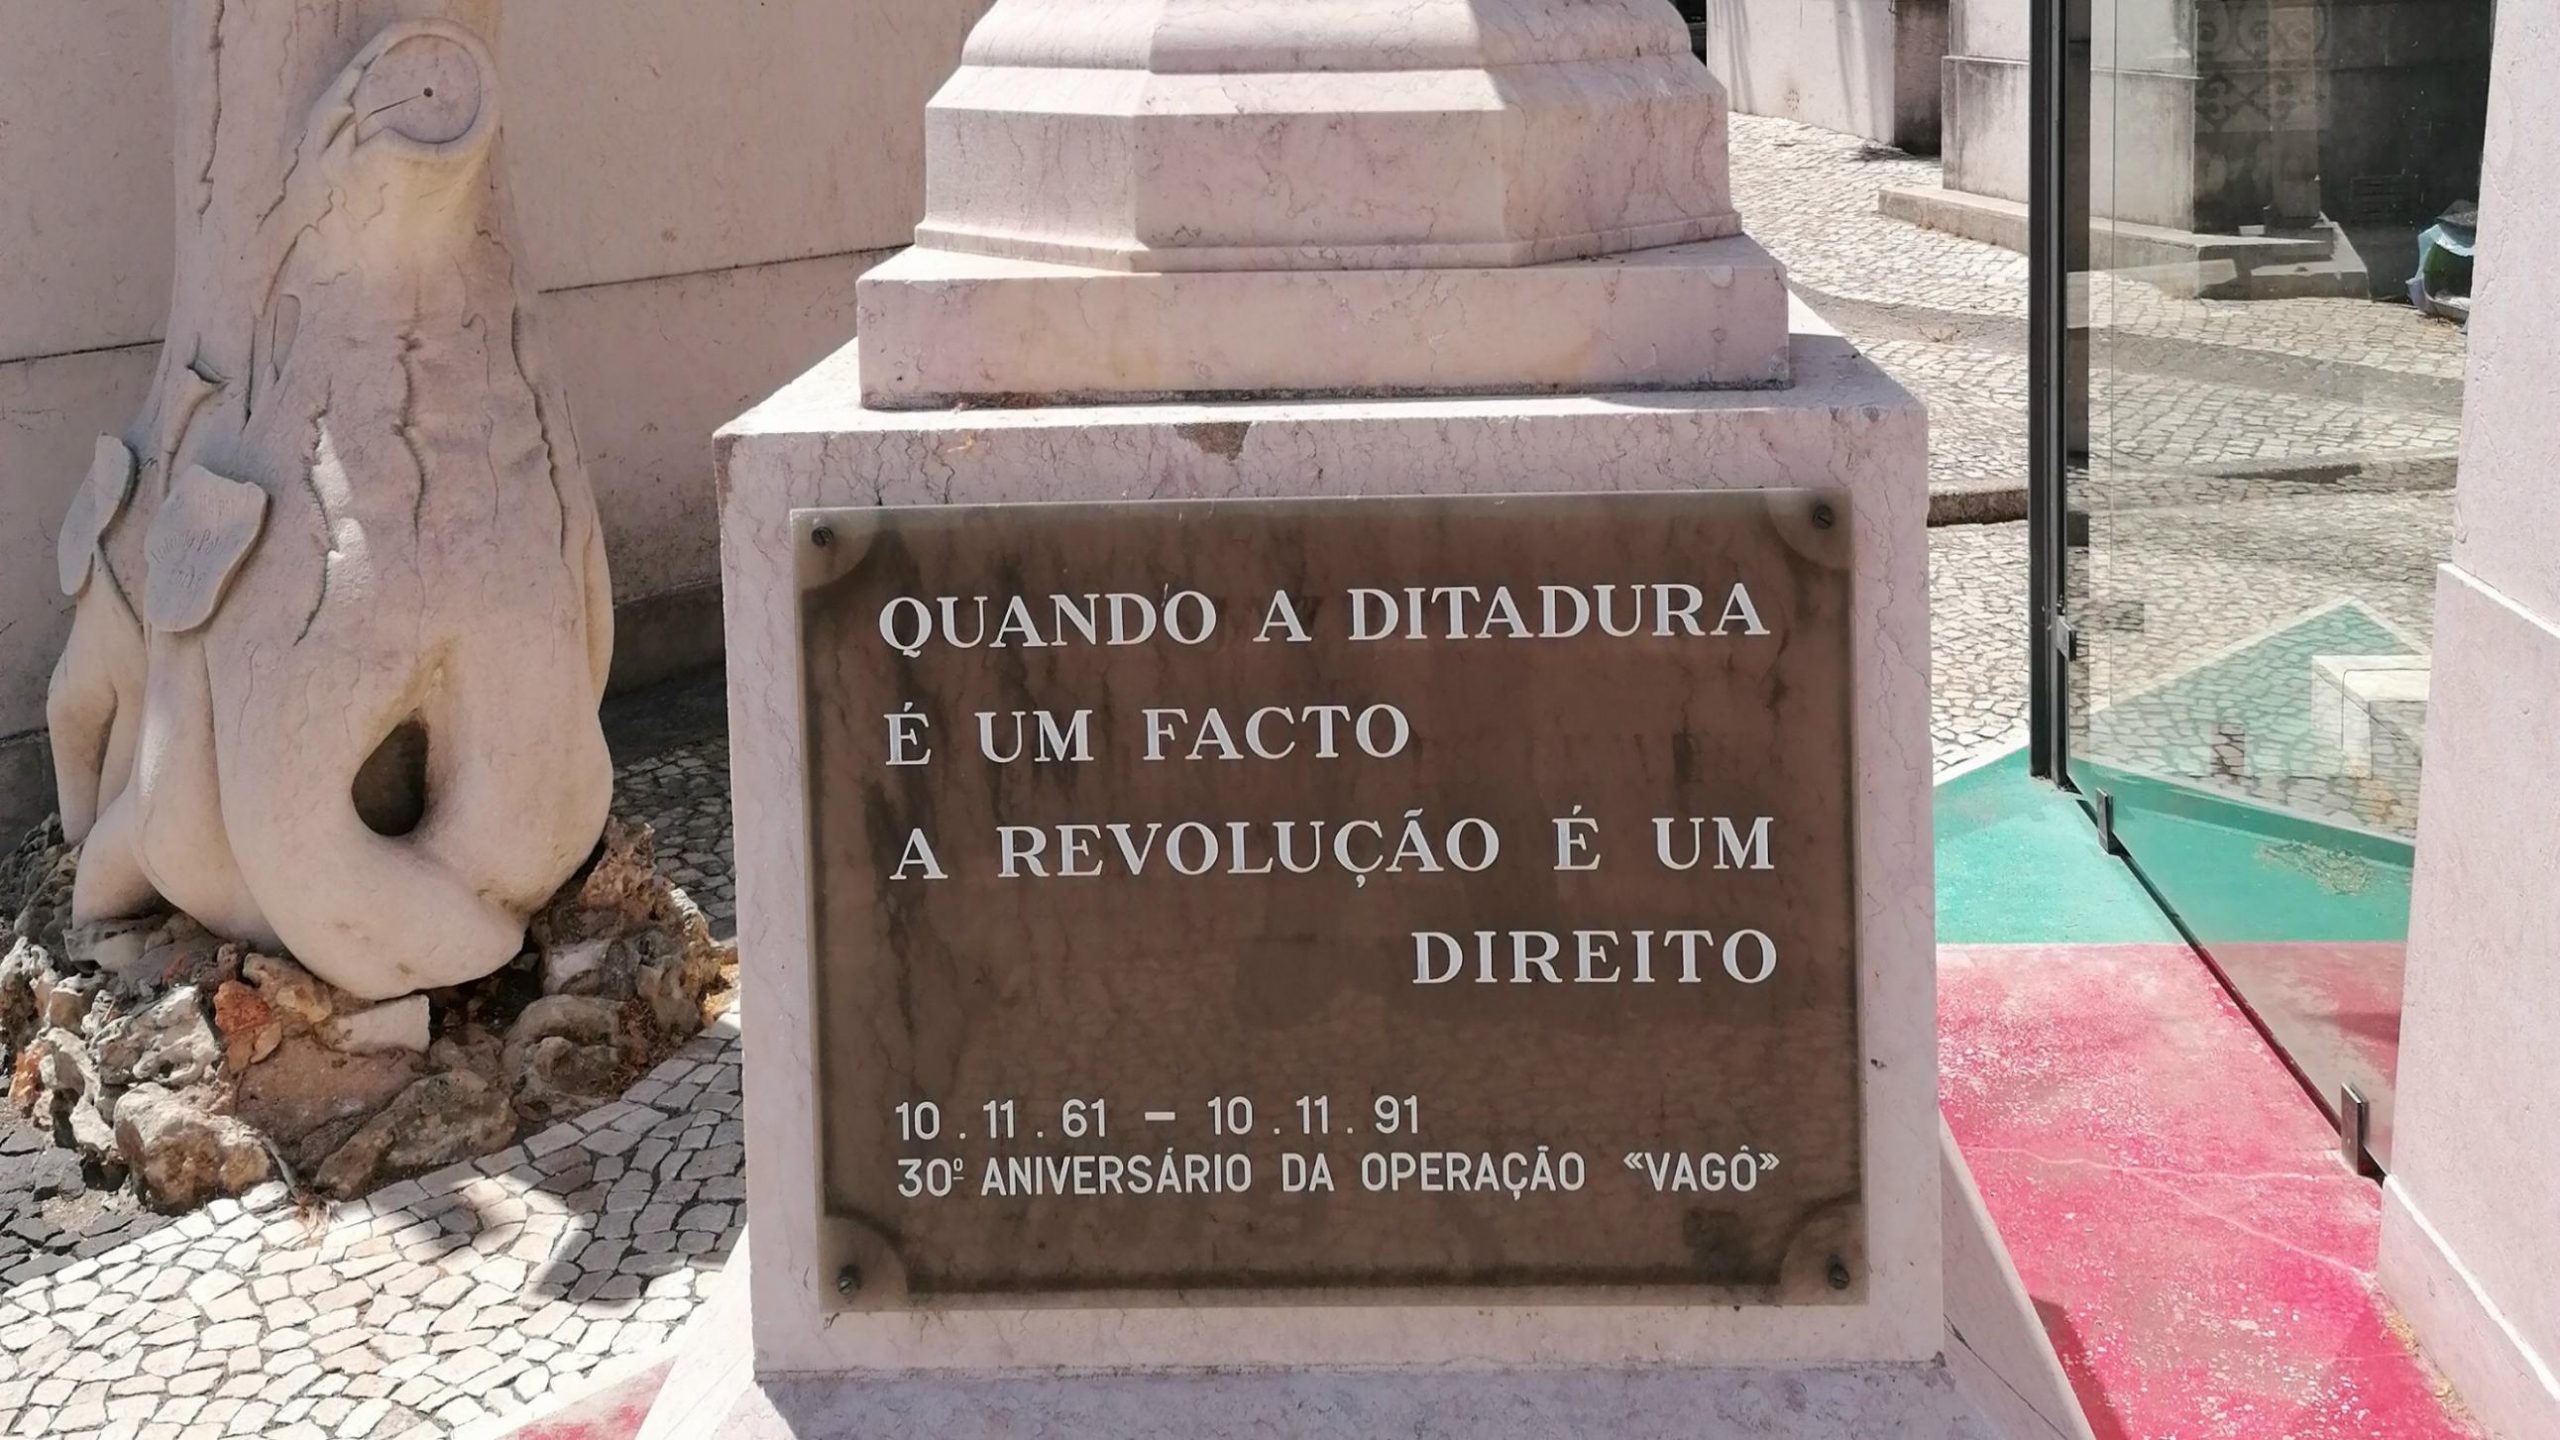 QUANDO A DITADURA
É UM FACTO
A REVOLUÇÃO É UM
DIREITO
10.11.61 — 10.11.91
30º ANIVERSÁRIO DA OPERAÇÃO «VAGÔ»